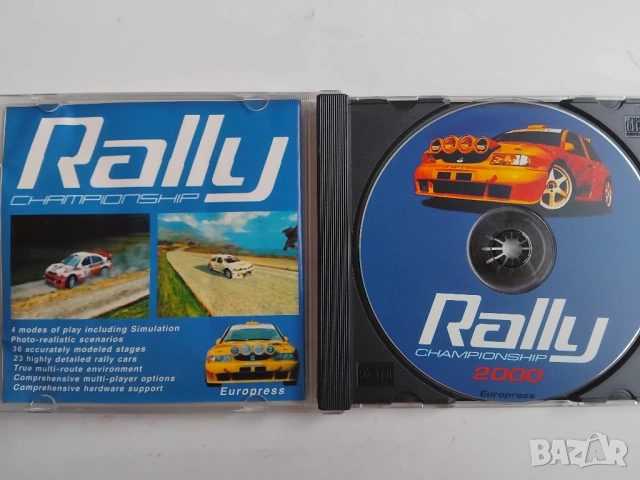 Rally
CHAMPIONSHIP
4 modes of play including Simulation
Photo-realistic scenarios
36 accurately modeled stages
23 highly detailed rally cars
True multi-route environment
Comprehensive multi-player options
Comprehensive hardware support
Europress
Rally
CHAMPIONSHIP
2000
Europress
BAZAR